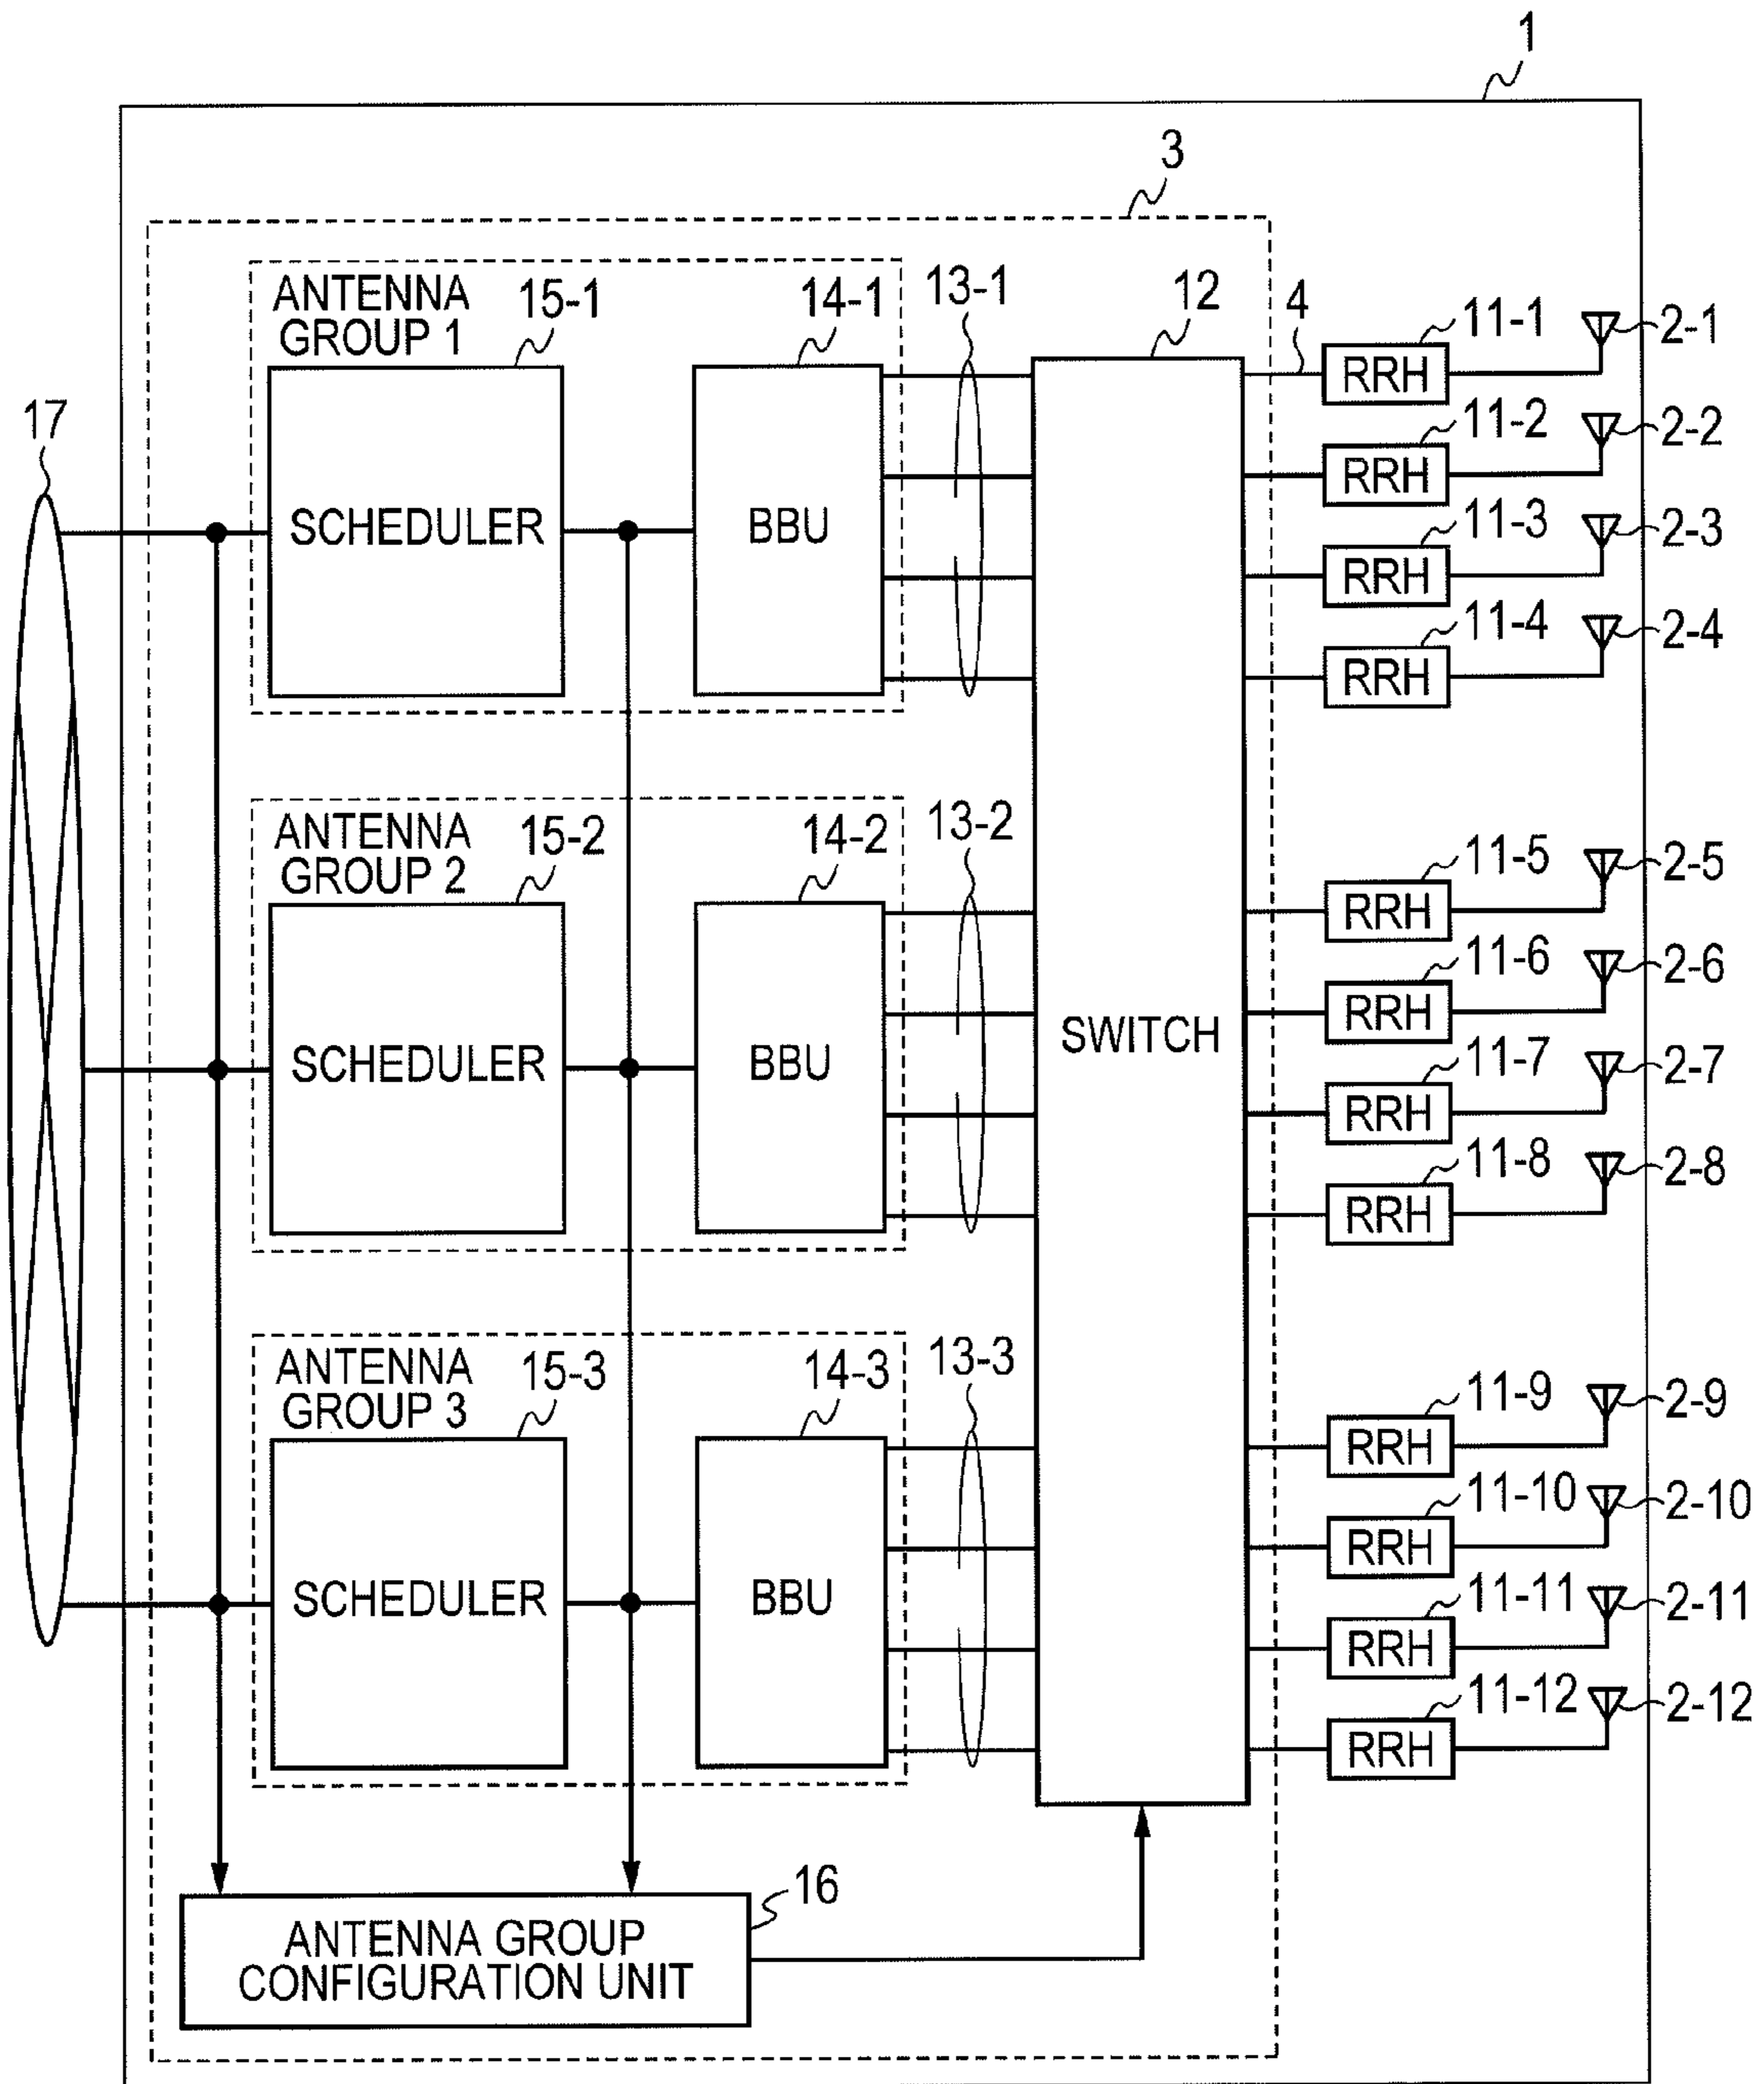 1
3
ANTENNA
GROUP 1
15-1
14-1
13-1
12
4
11-1
2-1
RRH
17
11-2
2-2
RRH
SCHEDULER
BBU
11-3
2-3
RRH
11-4
2-4
RRH
ANTENNA
GROUP 2
15-2
14-2
13-2
11-5
2-5
RRH
11-6
2-6
RRH
SCHEDULER
BBU
SWITCH
11-7
2-7
RRH
11-8
2-8
RRH
ANTENNA
GROUP 3
15-3
14-3
13-3
11-9
2-9
RRH
11-10
2-10
RRH
SCHEDULER
BBU
11-11
2-11
RRH
11-12
2-12
RRH
16
ANTENNA GROUP
CONFIGURATION UNIT